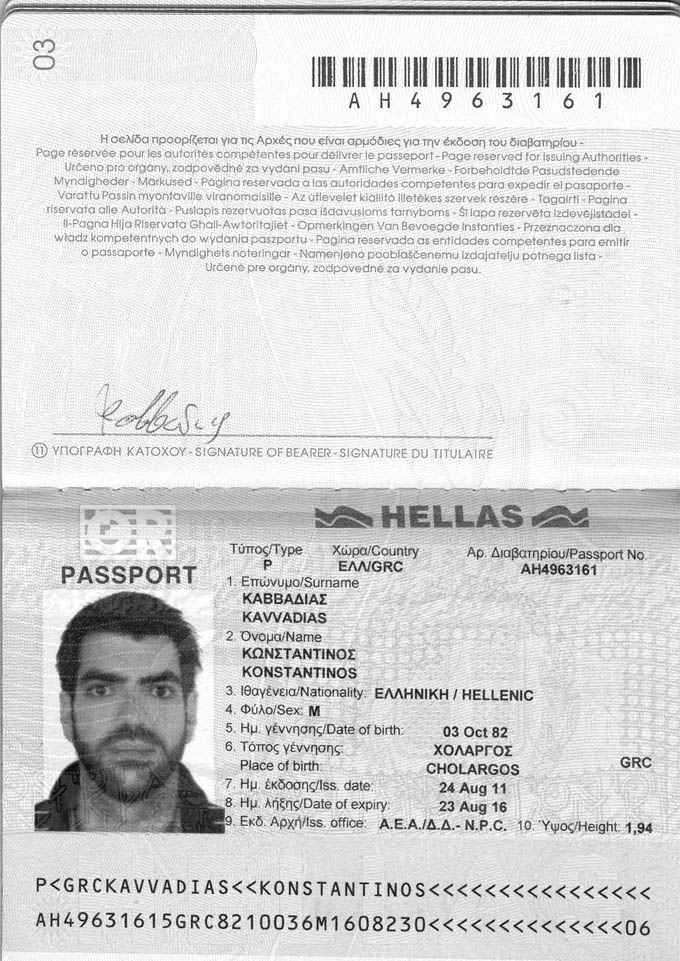 03
AH4963161
Η σελίδα προορίζεται για τις Αρχές που είναι αρμόδιες για την έκδοση του διαβατηρίου -
Page réservée pour les autorités compétentes pour délivrer le passeport - Page reserved for issuing Authorities -
Určeno pro orgány, zodpovědné za vydání pasu - Amtliche Vermerke - Forbeholdte Pasudstedende
Myndigheder - Märkused - Página reservada a las autoridades competentes para expedir el pasaporte -
Varattu Passin myöntäville viranomaisille - Az útlevelet kiállító illetékes szervek részére - Tagairtí - Pagina
riservata alle Autorità - Puslapis rezervuotas pasą išdavusioms tarnyboms - Šī lapa rezervēta izdevējiestādei -
Il-Paġna Hija Riservata Għall-Awtoritajiet - Opmerkingen Van Bevoegde Instanties - Przeznaczona dla
władz kompetentnych do wydania paszportu - Página reservada as entidades competentes para emitir
o passaporte - Myndighets noteringar - Namenjeno pooblaščenemu izdajatelju potnega lista -
Určené pre orgány, zodpovedné za vydanie pasu.
Καββαδιας
11 ΥΠΟΓΡΑΦΗ ΚΑΤΟΧΟΥ - SIGNATURE OF BEARER - SIGNATURE DU TITULAIRE
GR
HELLAS
PASSPORT
Τύπος/Type Χώρα/Country Αρ. Διαβατηρίου/Passport No.
P ΕΛΛ/GRC AH4963161
1. Επώνυμο/Surname
ΚΑΒΒΑΔΙΑΣ
KAVVADIAS
2. Όνομα/Name
ΚΩΝΣΤΑΝΤΙΝΟΣ
KONSTANTINOS
3. Ιθαγένεια/Nationality: ΕΛΛΗΝΙΚΗ / HELLENIC
4. Φύλο/Sex: M
5. Ημ. γέννησης/Date of birth: 03 Oct 82
6. Τόπος γέννησης: ΧΟΛΑΡΓΟΣ
Place of birth: CHOLARGOS GRC
7. Ημ. έκδοσης/Iss. date: 24 Aug 11
8. Ημ. λήξης/Date of expiry: 23 Aug 16
9. Εκδ. Αρχή/Iss. office: Α.Ε.Α./Δ.Δ.- N.P.C. 10. Ύψος/Height: 1,94
P<GRCKAVVADIAS<<KONSTANTINOS<<<<<<<<<<<<<<<<
AH49631615GRC8210036M1608230<<<<<<<<<<<<<<06